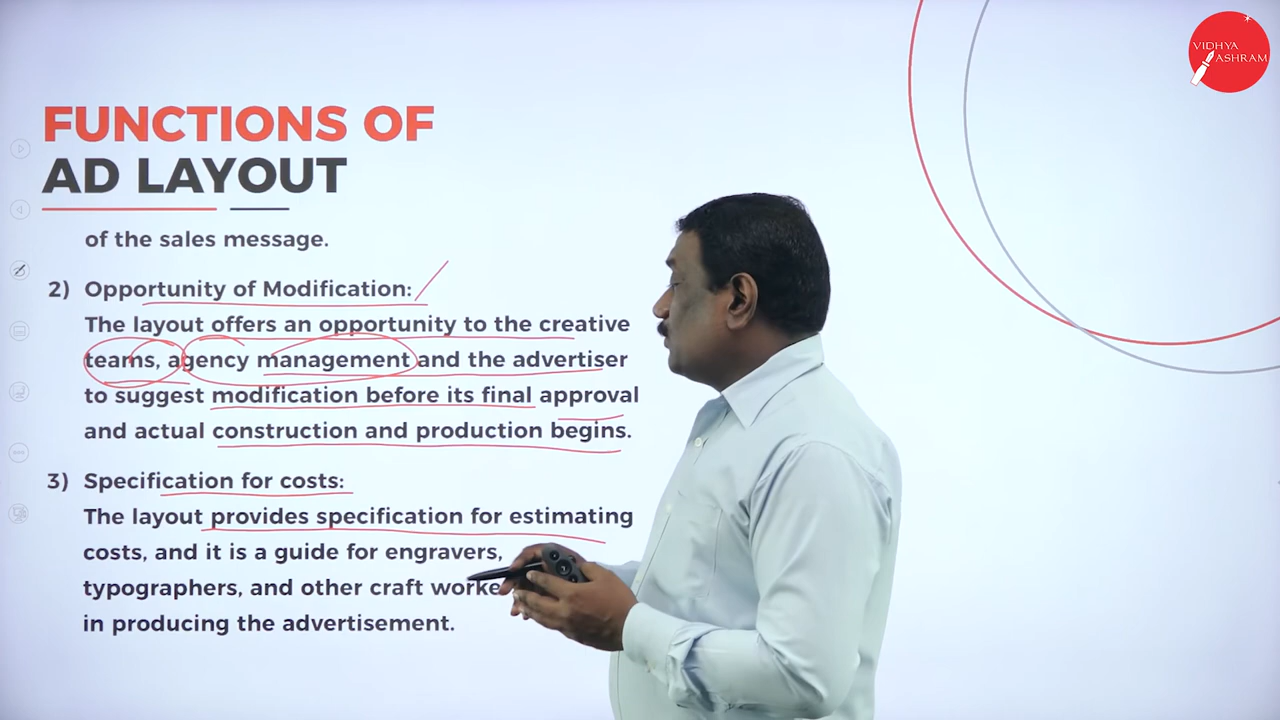 VIDHYA
ASHRAM
FUNCTIONS OF
AD LAYOUT
of the sales message.
2) Opportunity of Modification:
The layout offers an opportunity to the creative
teams, agency management and the advertiser
to suggest modification before its final approval
and actual construction and production begins.
3) Specification for costs:
The layout provides specification for estimating
costs, and it is a guide for engravers,
typographers, and other craft
in producing the advertisement.